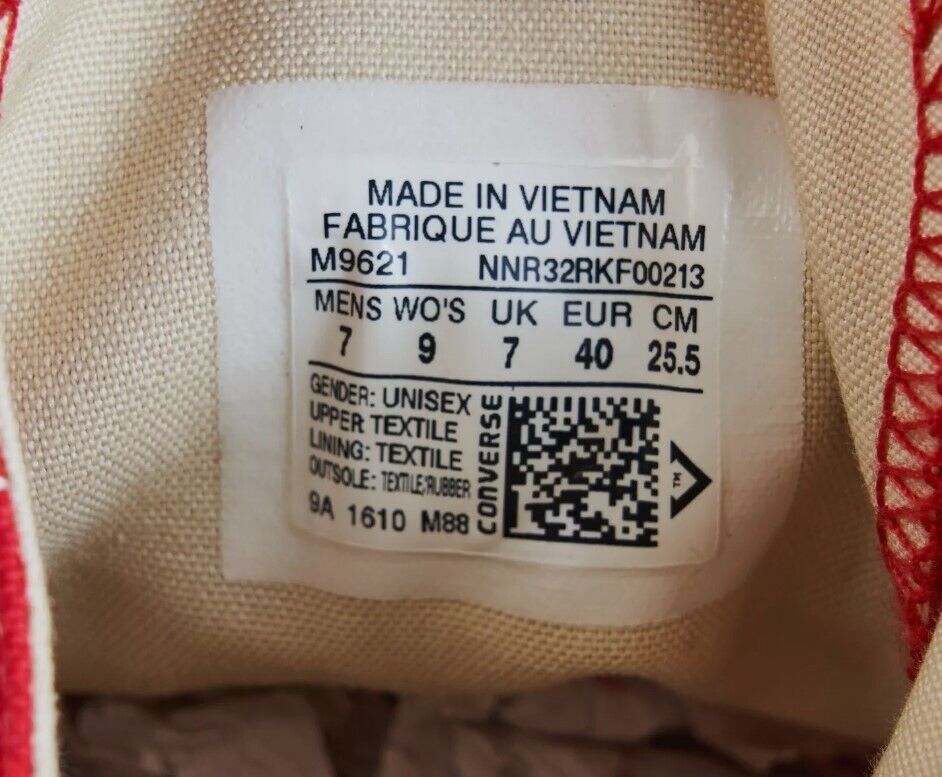 MADE IN VIETNAM
FABRIQUE AU VIETNAM
M9621 NNR32RKF00213
MENS WO'S UK EUR CM
7 9 7 40 25.5
GENDER: UNISEX
UPPER: TEXTILE
LINING: TEXTILE
OUTSOLE: TEXTILE/RUBBER
9A 1610 M88
CONVERSE
TM